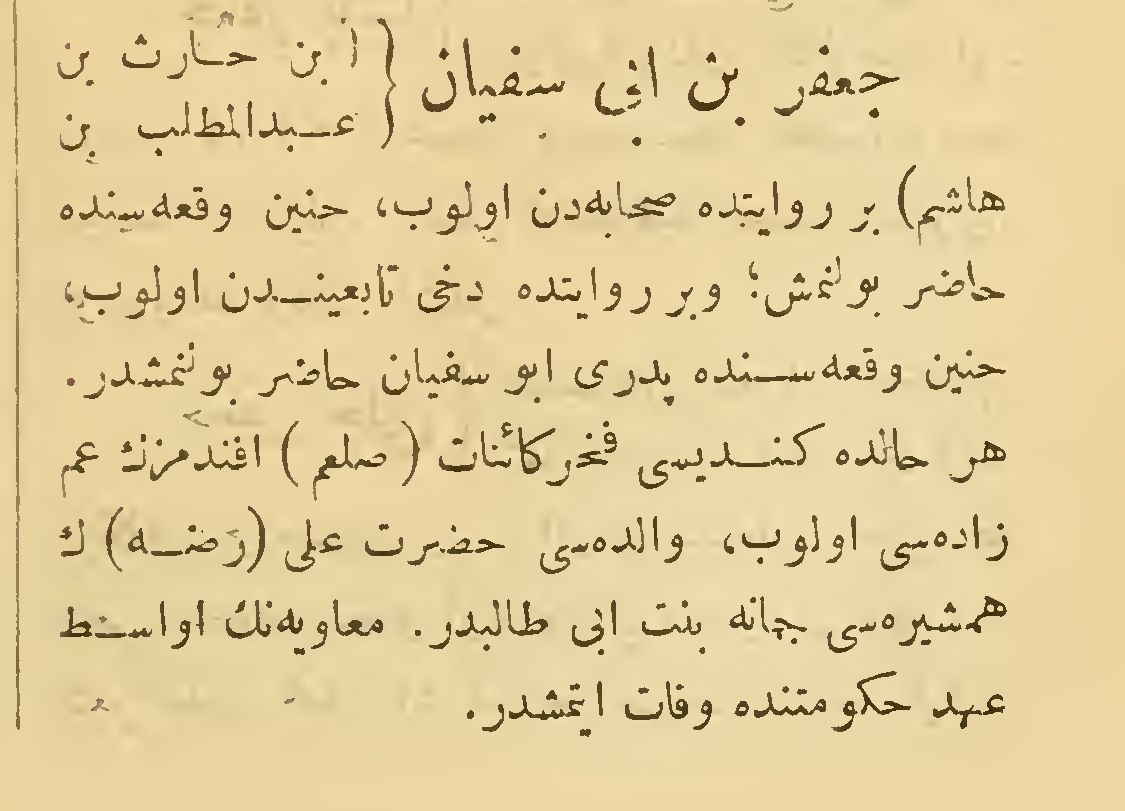 جعفر بن ابی سفیان { ابن حارث بن
عبدالمطلب بن
هاشم) بر روایتده صحابه‌دن اولوب، حنین وقعه‌سنده
حاضر بولنمش؛ وبر روایتده دخی تابعیندن اولوب،
حنین وقعه‌سنده پدری ابو سفیان حاضر بولنمشدر.
هر حالده کندیسی فخر کائنات (صلعم) افندمزك عم
زاده‌سی اولوب، والده‌سی حضرت علی (رضه) ك
همشیره‌سی جمانه بنت ابی طالبدر. معاویه‌نك اواسط
عهد حکومتنده وفات ایتمشدر.